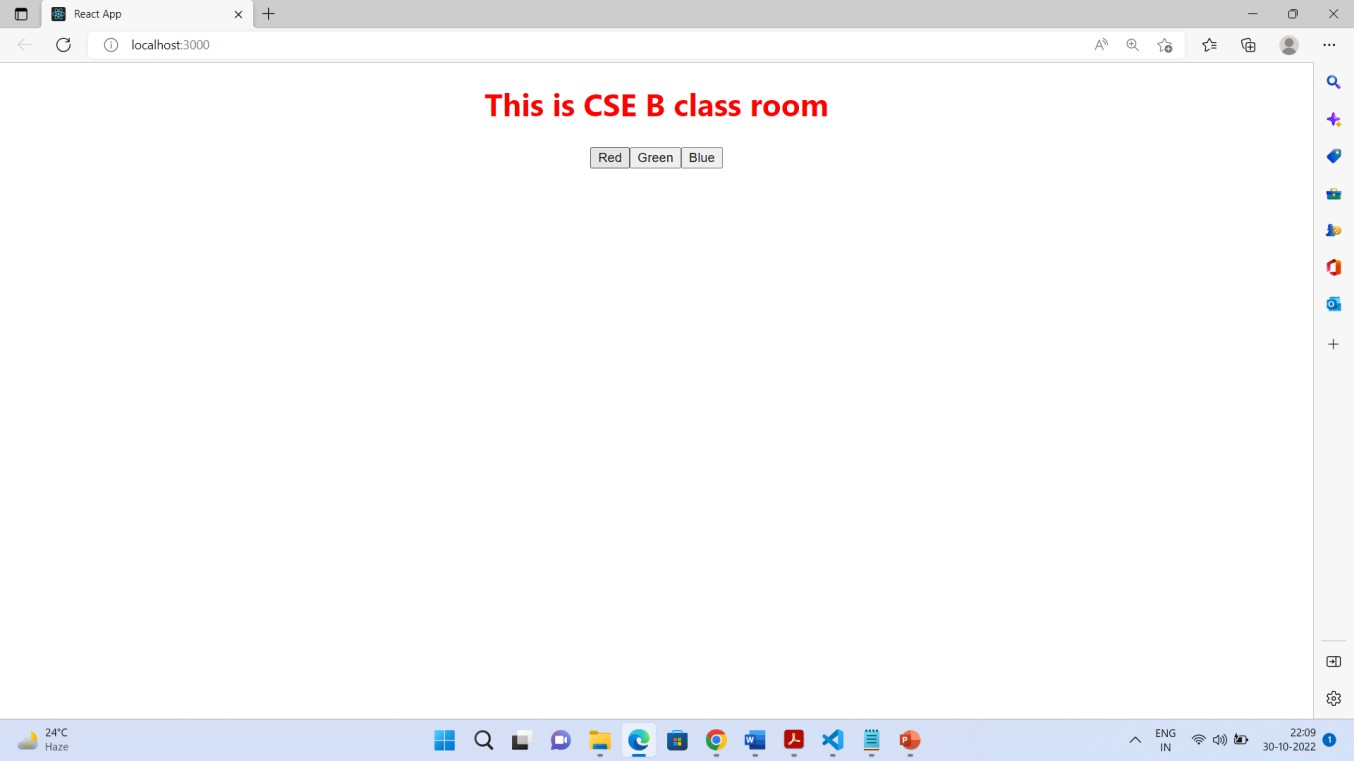 React App
localhost:3000
This is CSE B class room
Red Green Blue
24°C
Haze
ENG
IN
22:09
30-10-2022
1